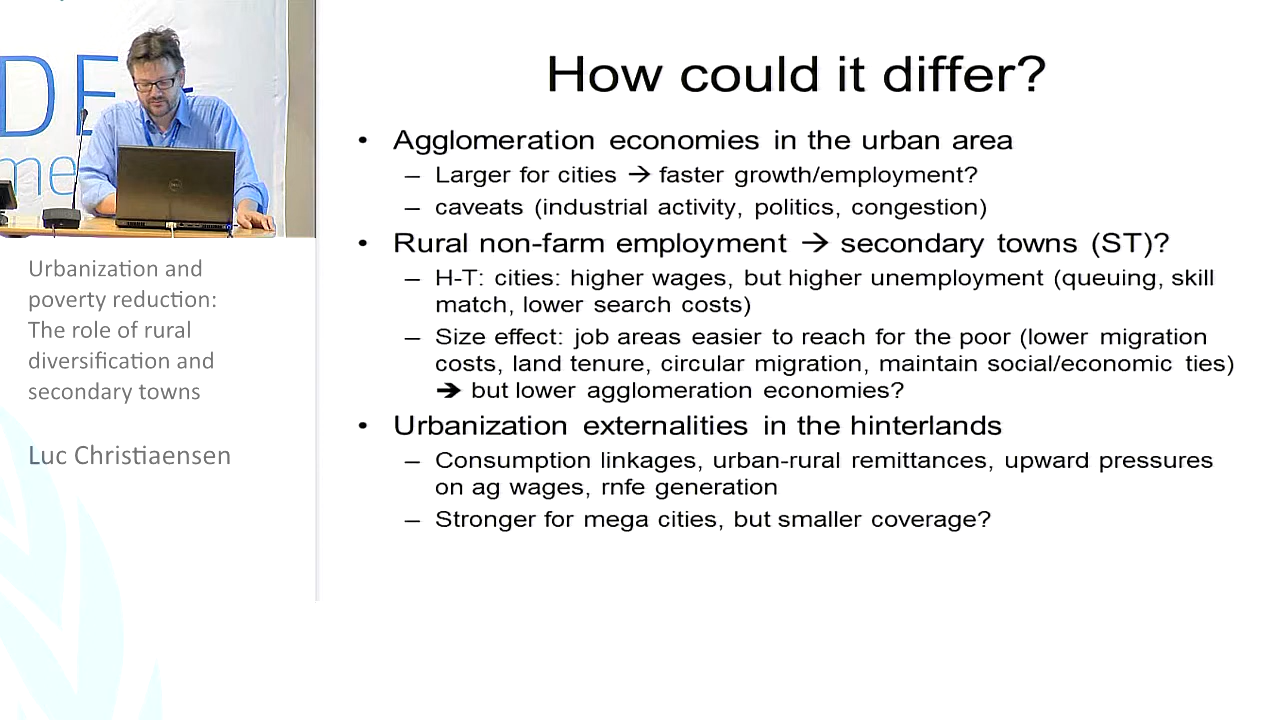 DE
me
Urbanization and
poverty reduction:
The role of rural
diversification and
secondary towns
Luc Christiaensen
How could it differ?
• Agglomeration economies in the urban area
– Larger for cities → faster growth/employment?
– caveats (industrial activity, politics, congestion)
• Rural non-farm employment → secondary towns (ST)?
– H-T: cities: higher wages, but higher unemployment (queuing, skill
match, lower search costs)
– Size effect: job areas easier to reach for the poor (lower migration
costs, land tenure, circular migration, maintain social/economic ties)
➔ but lower agglomeration economies?
• Urbanization externalities in the hinterlands
– Consumption linkages, urban-rural remittances, upward pressures
on ag wages, rnfe generation
– Stronger for mega cities, but smaller coverage?